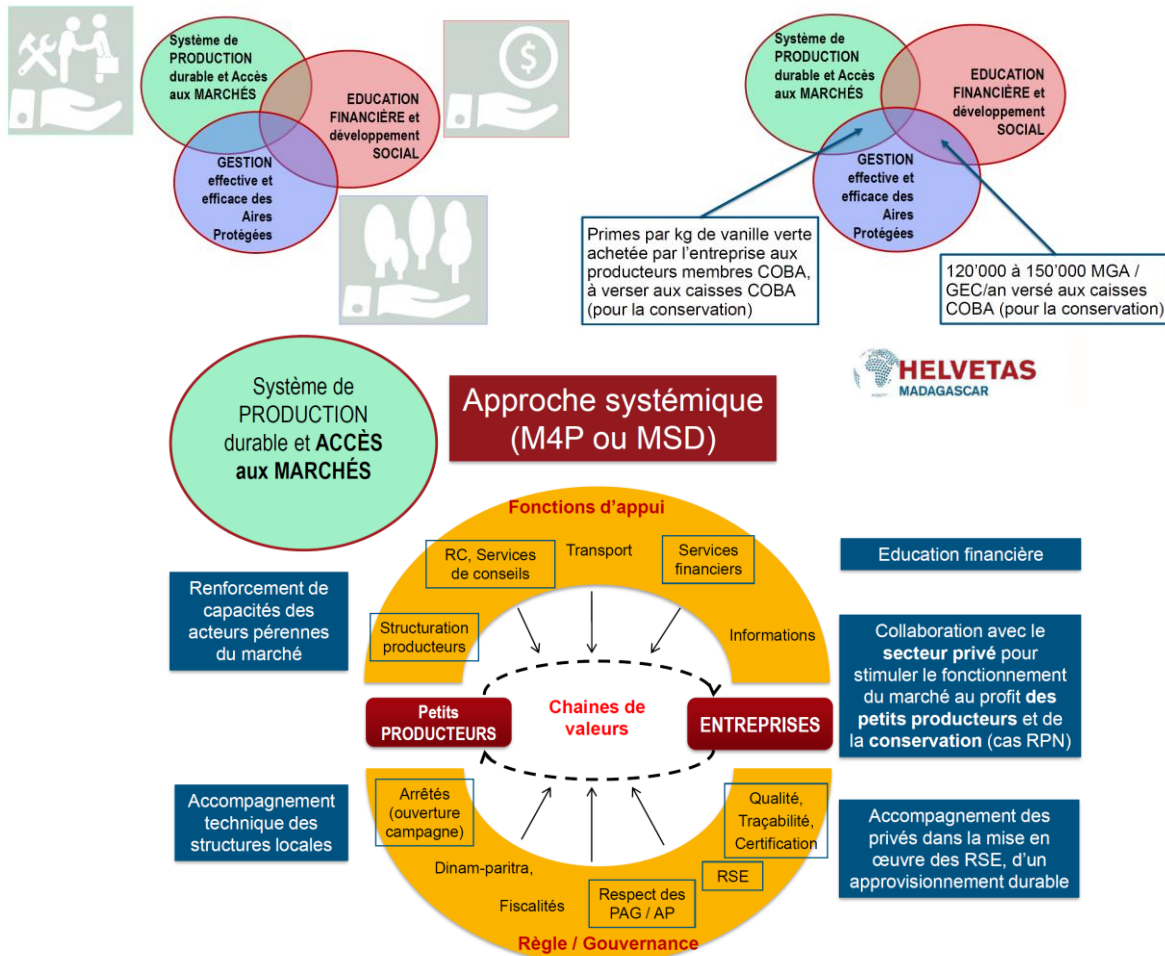 Système de
PRODUCTION
durable et Accès
aux MARCHÉS
EDUCATION
FINANCIÈRE et
développement
SOCIAL
GESTION
effective et
efficace des
Aires
Protégées
$
Système de
PRODUCTION
durable et Accès
aux MARCHÉS
EDUCATION
FINANCIÈRE et
développement
SOCIAL
GESTION
effective et
efficace des
Aires
Protégées
Primes par kg de vanille verte
achetée par l'entreprise aux
producteurs membres COBA,
à verser aux caisses COBA
(pour la conservation)
120'000 à 150'000 MGA /
GEC/an versé aux caisses
COBA (pour la conservation)
HELVETAS
MADAGASCAR
Système de
PRODUCTION
durable et ACCÈS
aux MARCHÉS
Approche systémique
(M4P ou MSD)
Fonctions d'appui
RC, Services
de conseils
Transport
Services
financiers
Structuration
producteurs
Informations
Renforcement de
capacités des
acteurs pérennes
du marché
Education financière
Collaboration avec le
secteur privé pour
stimuler le fonctionnement
du marché au profit des
petits producteurs et de
la conservation (cas RPN)
Petits
PRODUCTEURS
Chaines de
valeurs
ENTREPRISES
Accompagnement
technique des
structures locales
Arrêtés
(ouverture
campagne)
Dinam-paritra,
Fiscalités
Respect des
PAG / AP
RSE
Qualité,
Traçabilité,
Certification
Règle / Gouvernance
Accompagnement des
privés dans la mise en
œuvre des RSE, d'un
approvisionnement durable